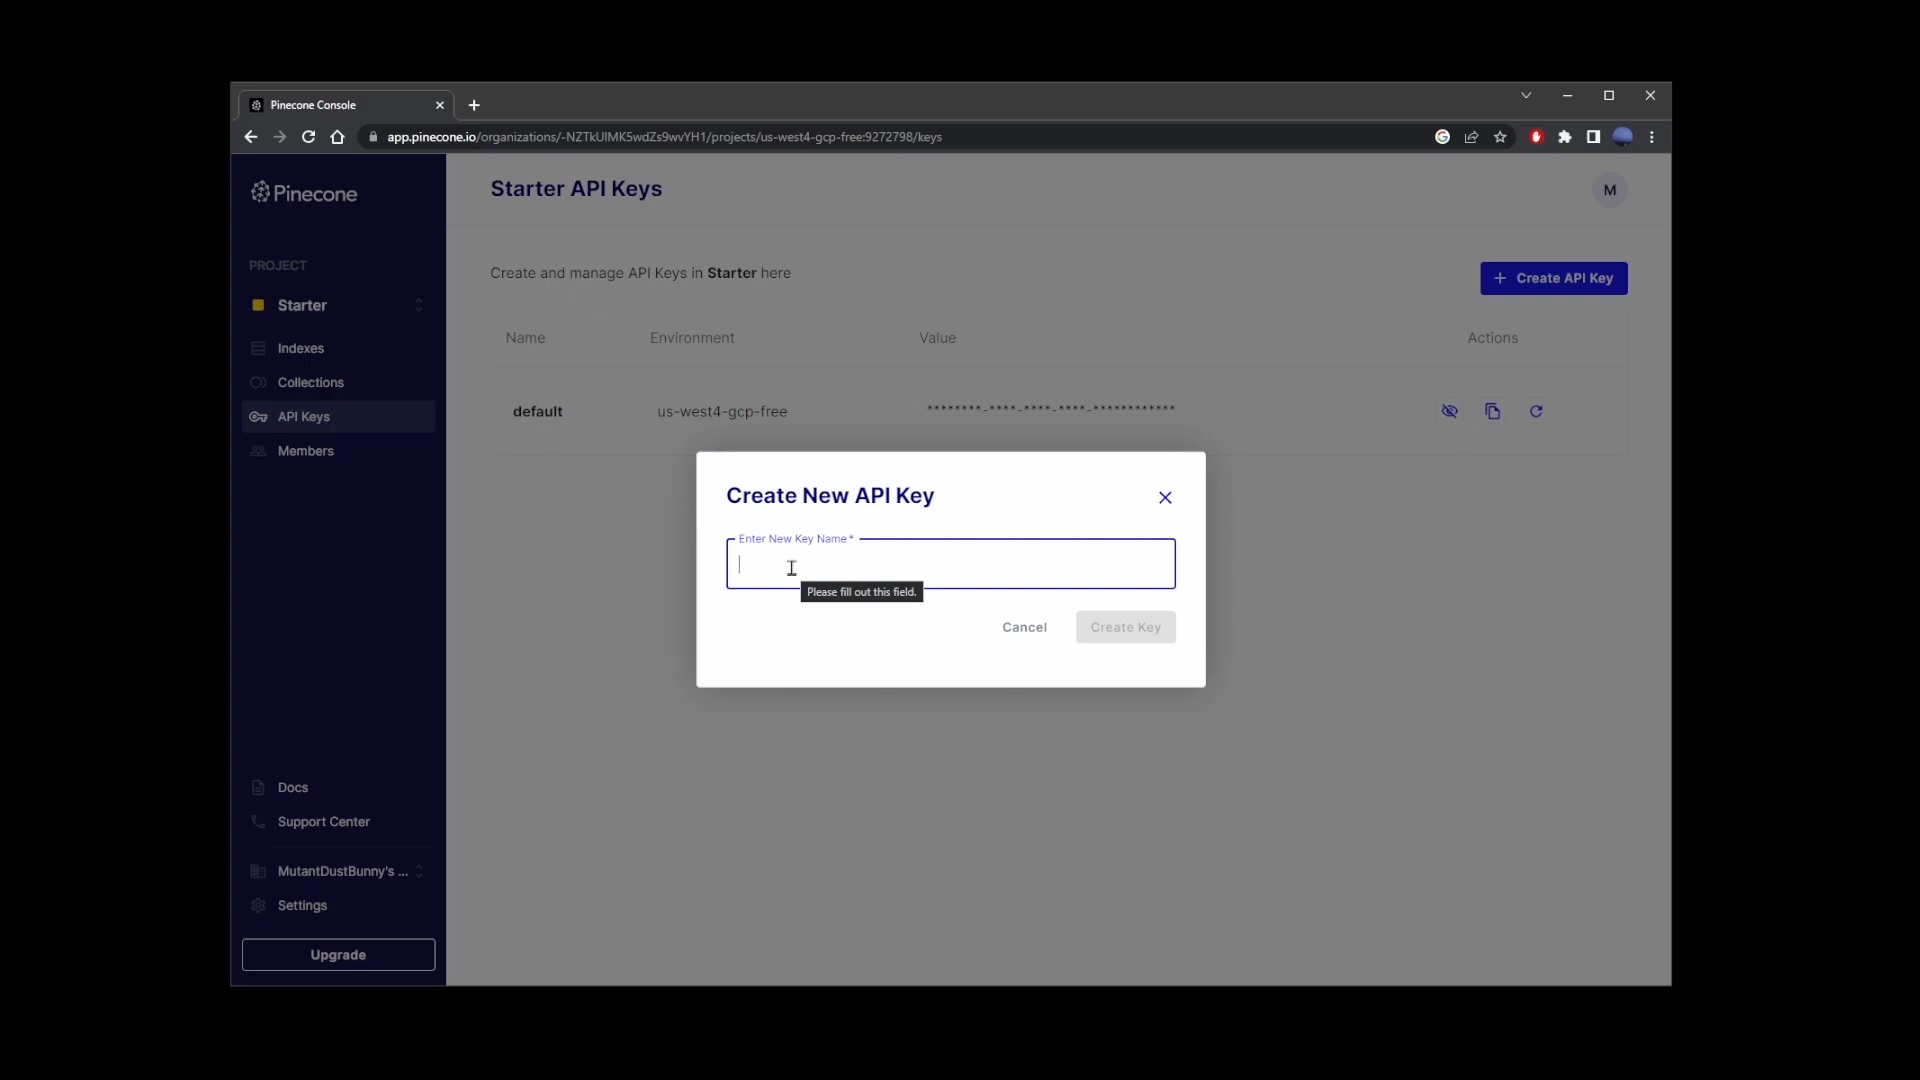 Pinecone Console
app.pinecone.io/organizations/-NZTkUIMK5wdZs9wvYH1/projects/us-west4-gcp-free:9272798/keys
Pinecone
Starter API Keys
M
PROJECT
Starter
Indexes
Collections
API Keys
Members
Create and manage API Keys in Starter here
+ Create API Key
Name Environment Value Actions
default us-west4-gcp-free ********-****-****-****-************
Create New API Key
Enter New Key Name *
Please fill out this field.
Cancel Create Key
Docs
Support Center
MutantDustBunny's ...
Settings
Upgrade